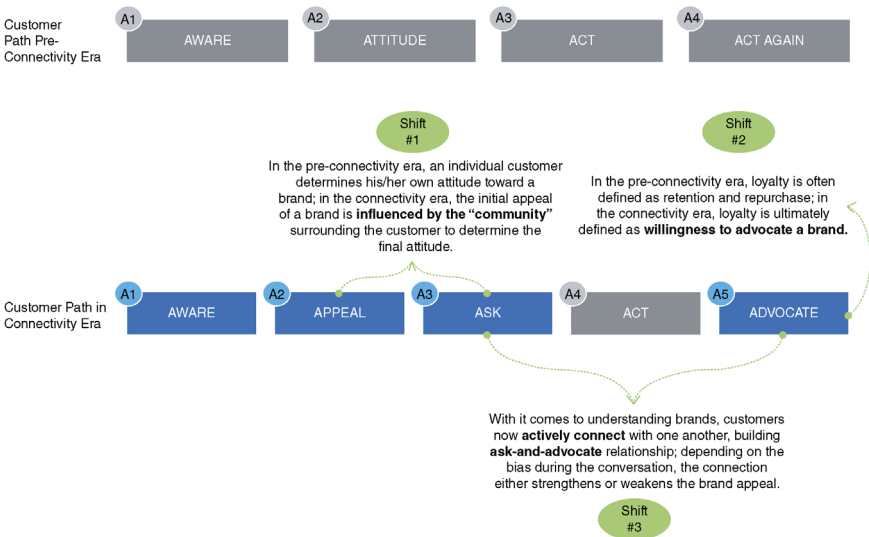 Customer
Path Pre-
Connectivity Era
A1
AWARE
A2
ATTITUDE
A3
ACT
A4
ACT AGAIN
Shift
#1
In the pre-connectivity era, an individual customer
determines his/her own attitude toward a
brand; in the connectivity era, the initial appeal
of a brand is influenced by the “community”
surrounding the customer to determine the
final attitude.
Shift
#2
In the pre-connectivity era, loyalty is often
defined as retention and repurchase; in
the connectivity era, loyalty is ultimately
defined as willingness to advocate a brand.
Customer Path in
Connectivity Era
A1
AWARE
A2
APPEAL
A3
ASK
A4
ACT
A5
ADVOCATE
With it comes to understanding brands, customers
now actively connect with one another, building
ask-and-advocate relationship; depending on the
bias during the conversation, the connection
either strengthens or weakens the brand appeal.
Shift
#3